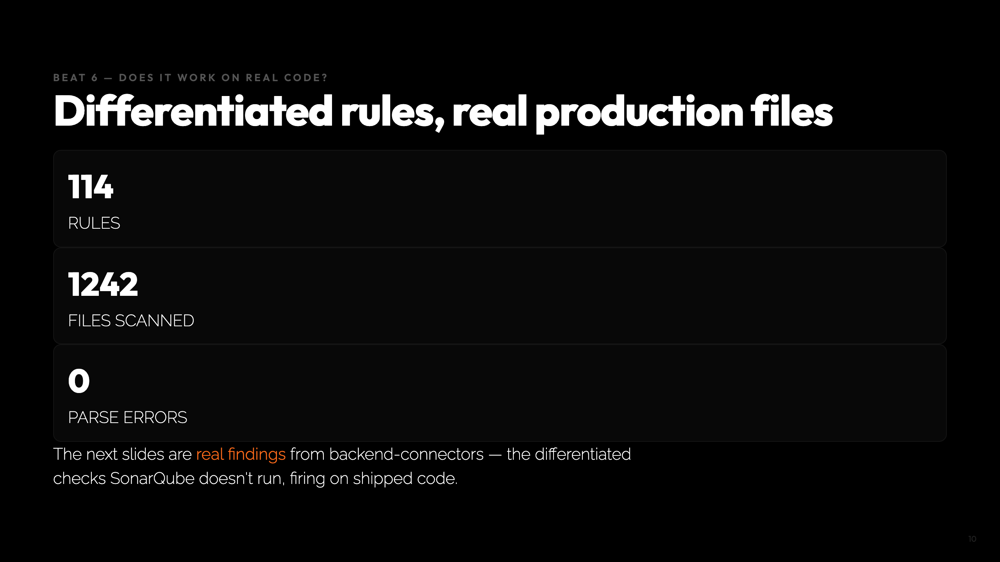 BEAT 6 — DOES IT WORK ON REAL CODE?
Differentiated rules, real production files
114
RULES
1242
FILES SCANNED
0
PARSE ERRORS
The next slides are real findings from backend-connectors — the differentiated
checks SonarQube doesn't run, firing on shipped code.
10